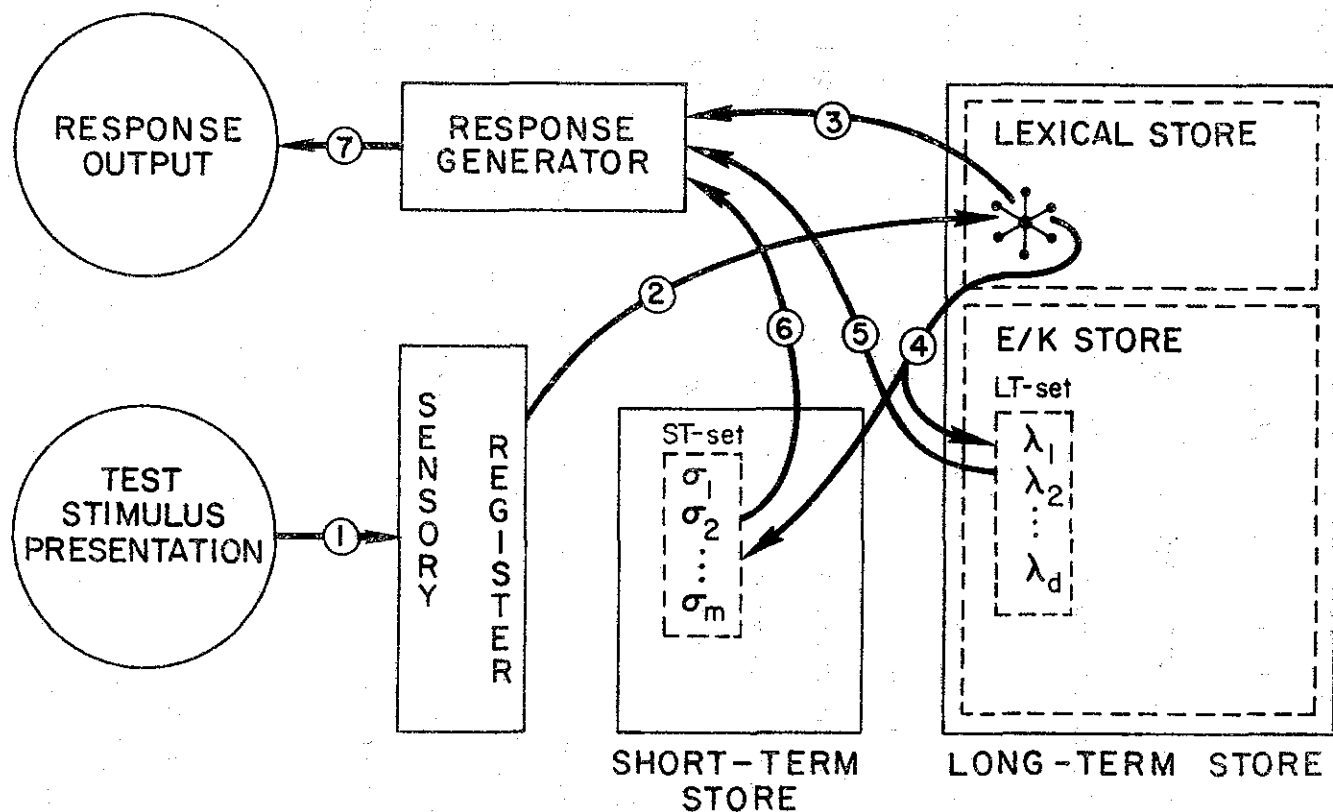 RESPONSE
OUTPUT
7
RESPONSE
GENERATOR
3
LEXICAL STORE
2
6
5
4
E/K STORE
LT-set
λ1
λ2
⋮
λd
TEST
STIMULUS
PRESENTATION
1
SENSORY
REGISTER
ST-set
σ1
σ2
⋮
σm
SHORT-TERM
STORE
LONG-TERM STORE